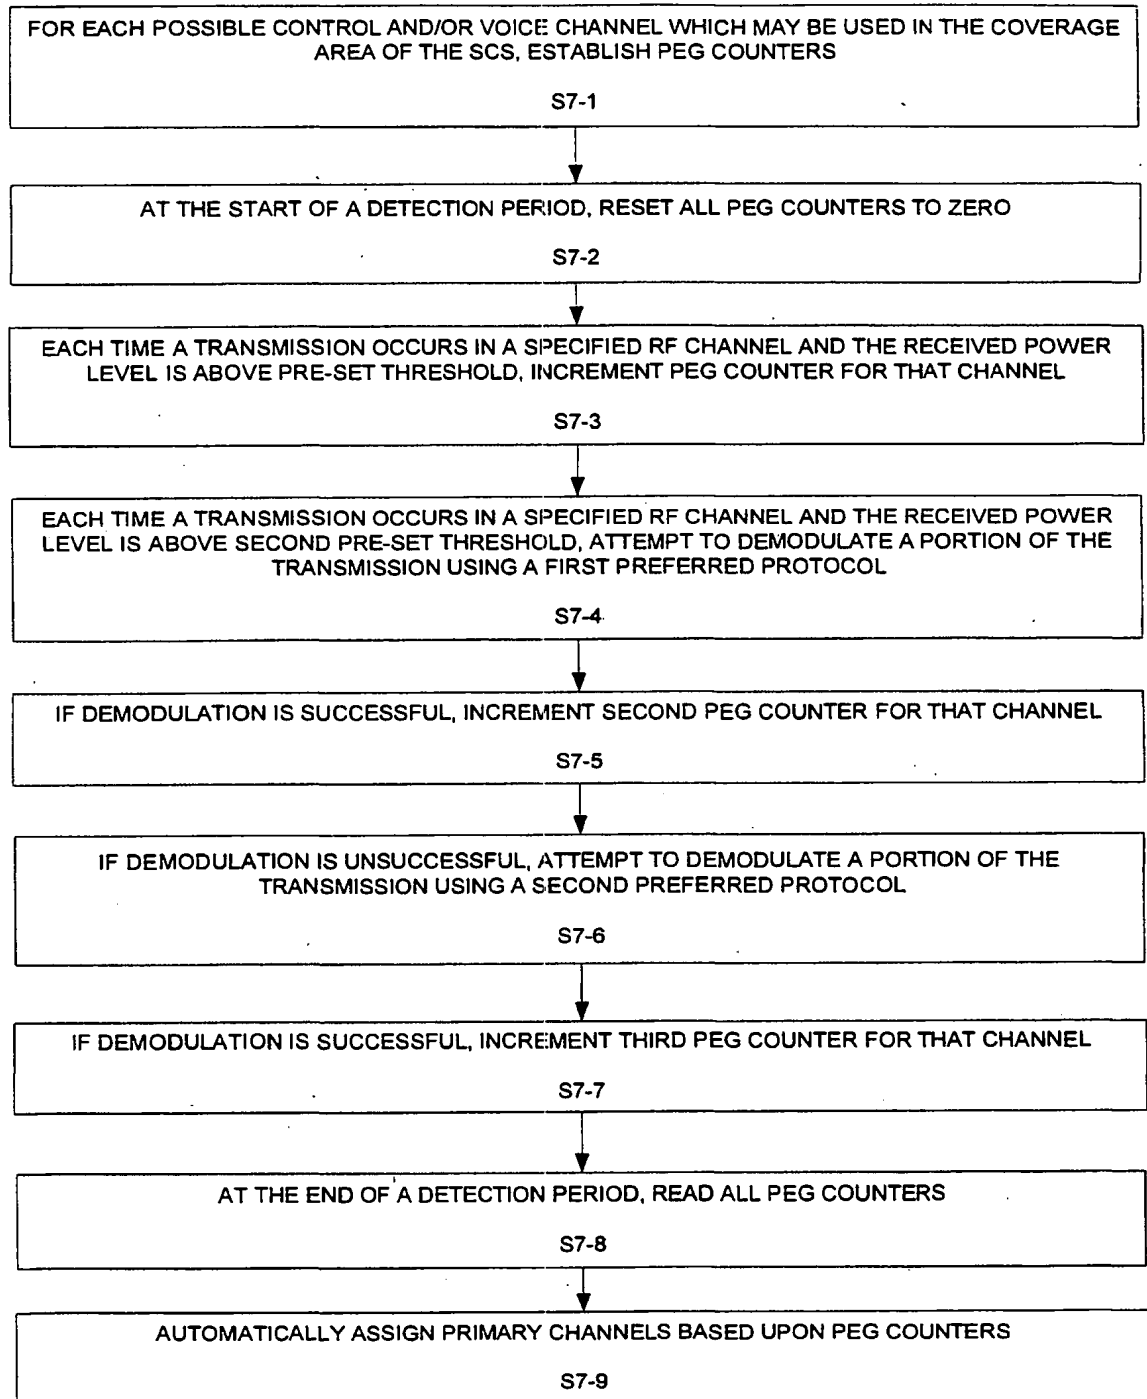 FOR EACH POSSIBLE CONTROL AND/OR VOICE CHANNEL WHICH MAY BE USED IN THE COVERAGE
AREA OF THE SCS, ESTABLISH PEG COUNTERS
S7-1
AT THE START OF A DETECTION PERIOD, RESET ALL PEG COUNTERS TO ZERO
S7-2
EACH TIME A TRANSMISSION OCCURS IN A SPECIFIED RF CHANNEL AND THE RECEIVED POWER
LEVEL IS ABOVE PRE-SET THRESHOLD, INCREMENT PEG COUNTER FOR THAT CHANNEL
S7-3
EACH TIME A TRANSMISSION OCCURS IN A SPECIFIED RF CHANNEL AND THE RECEIVED POWER
LEVEL IS ABOVE SECOND PRE-SET THRESHOLD, ATTEMPT TO DEMODULATE A PORTION OF THE
TRANSMISSION USING A FIRST PREFERRED PROTOCOL
S7-4
IF DEMODULATION IS SUCCESSFUL, INCREMENT SECOND PEG COUNTER FOR THAT CHANNEL
S7-5
IF DEMODULATION IS UNSUCCESSFUL, ATTEMPT TO DEMODULATE A PORTION OF THE
TRANSMISSION USING A SECOND PREFERRED PROTOCOL
S7-6
IF DEMODULATION IS SUCCESSFUL, INCREMENT THIRD PEG COUNTER FOR THAT CHANNEL
S7-7
AT THE END OF A DETECTION PERIOD, READ ALL PEG COUNTERS
S7-8
AUTOMATICALLY ASSIGN PRIMARY CHANNELS BASED UPON PEG COUNTERS
S7-9